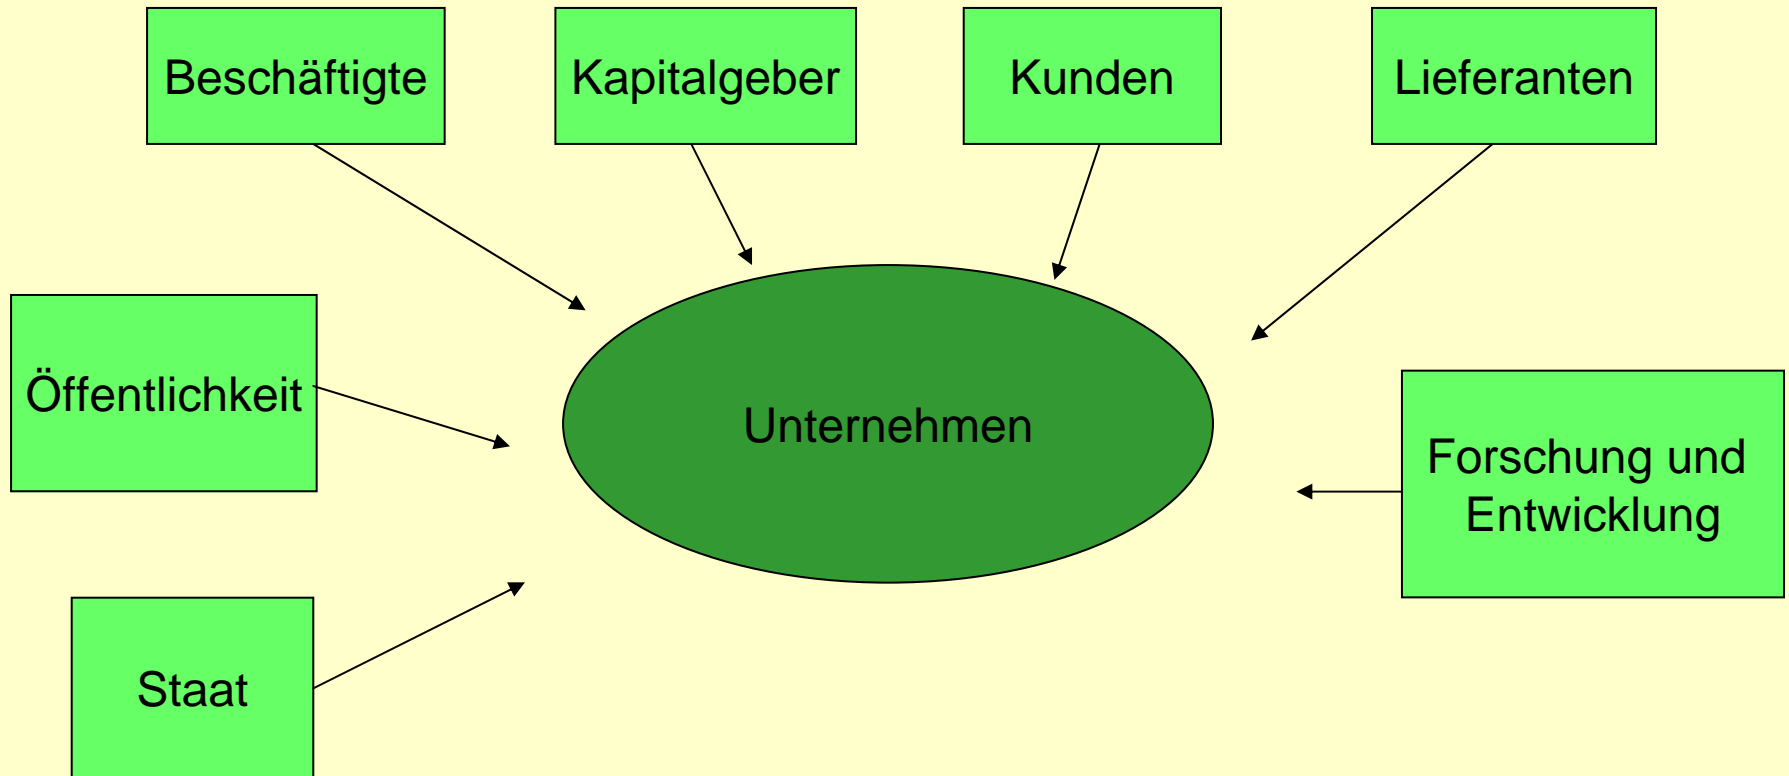 Beschäftigte
Kapitalgeber
Kunden
Lieferanten
Öffentlichkeit
Unternehmen
Forschung und
Entwicklung
Staat